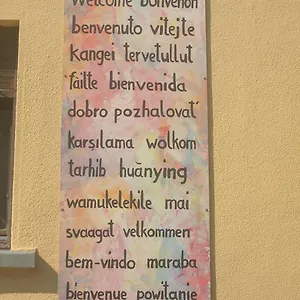 Welcome bonvenon
benvenuto vitejte
Kangei tervetullut
fáilte bienvenida
dobro pozhalovat'
karşılama wolkom
tarhib huānying
wamukelekile mai
svaagat velkommen
bem-vindo maraba
bienvenue powitanie